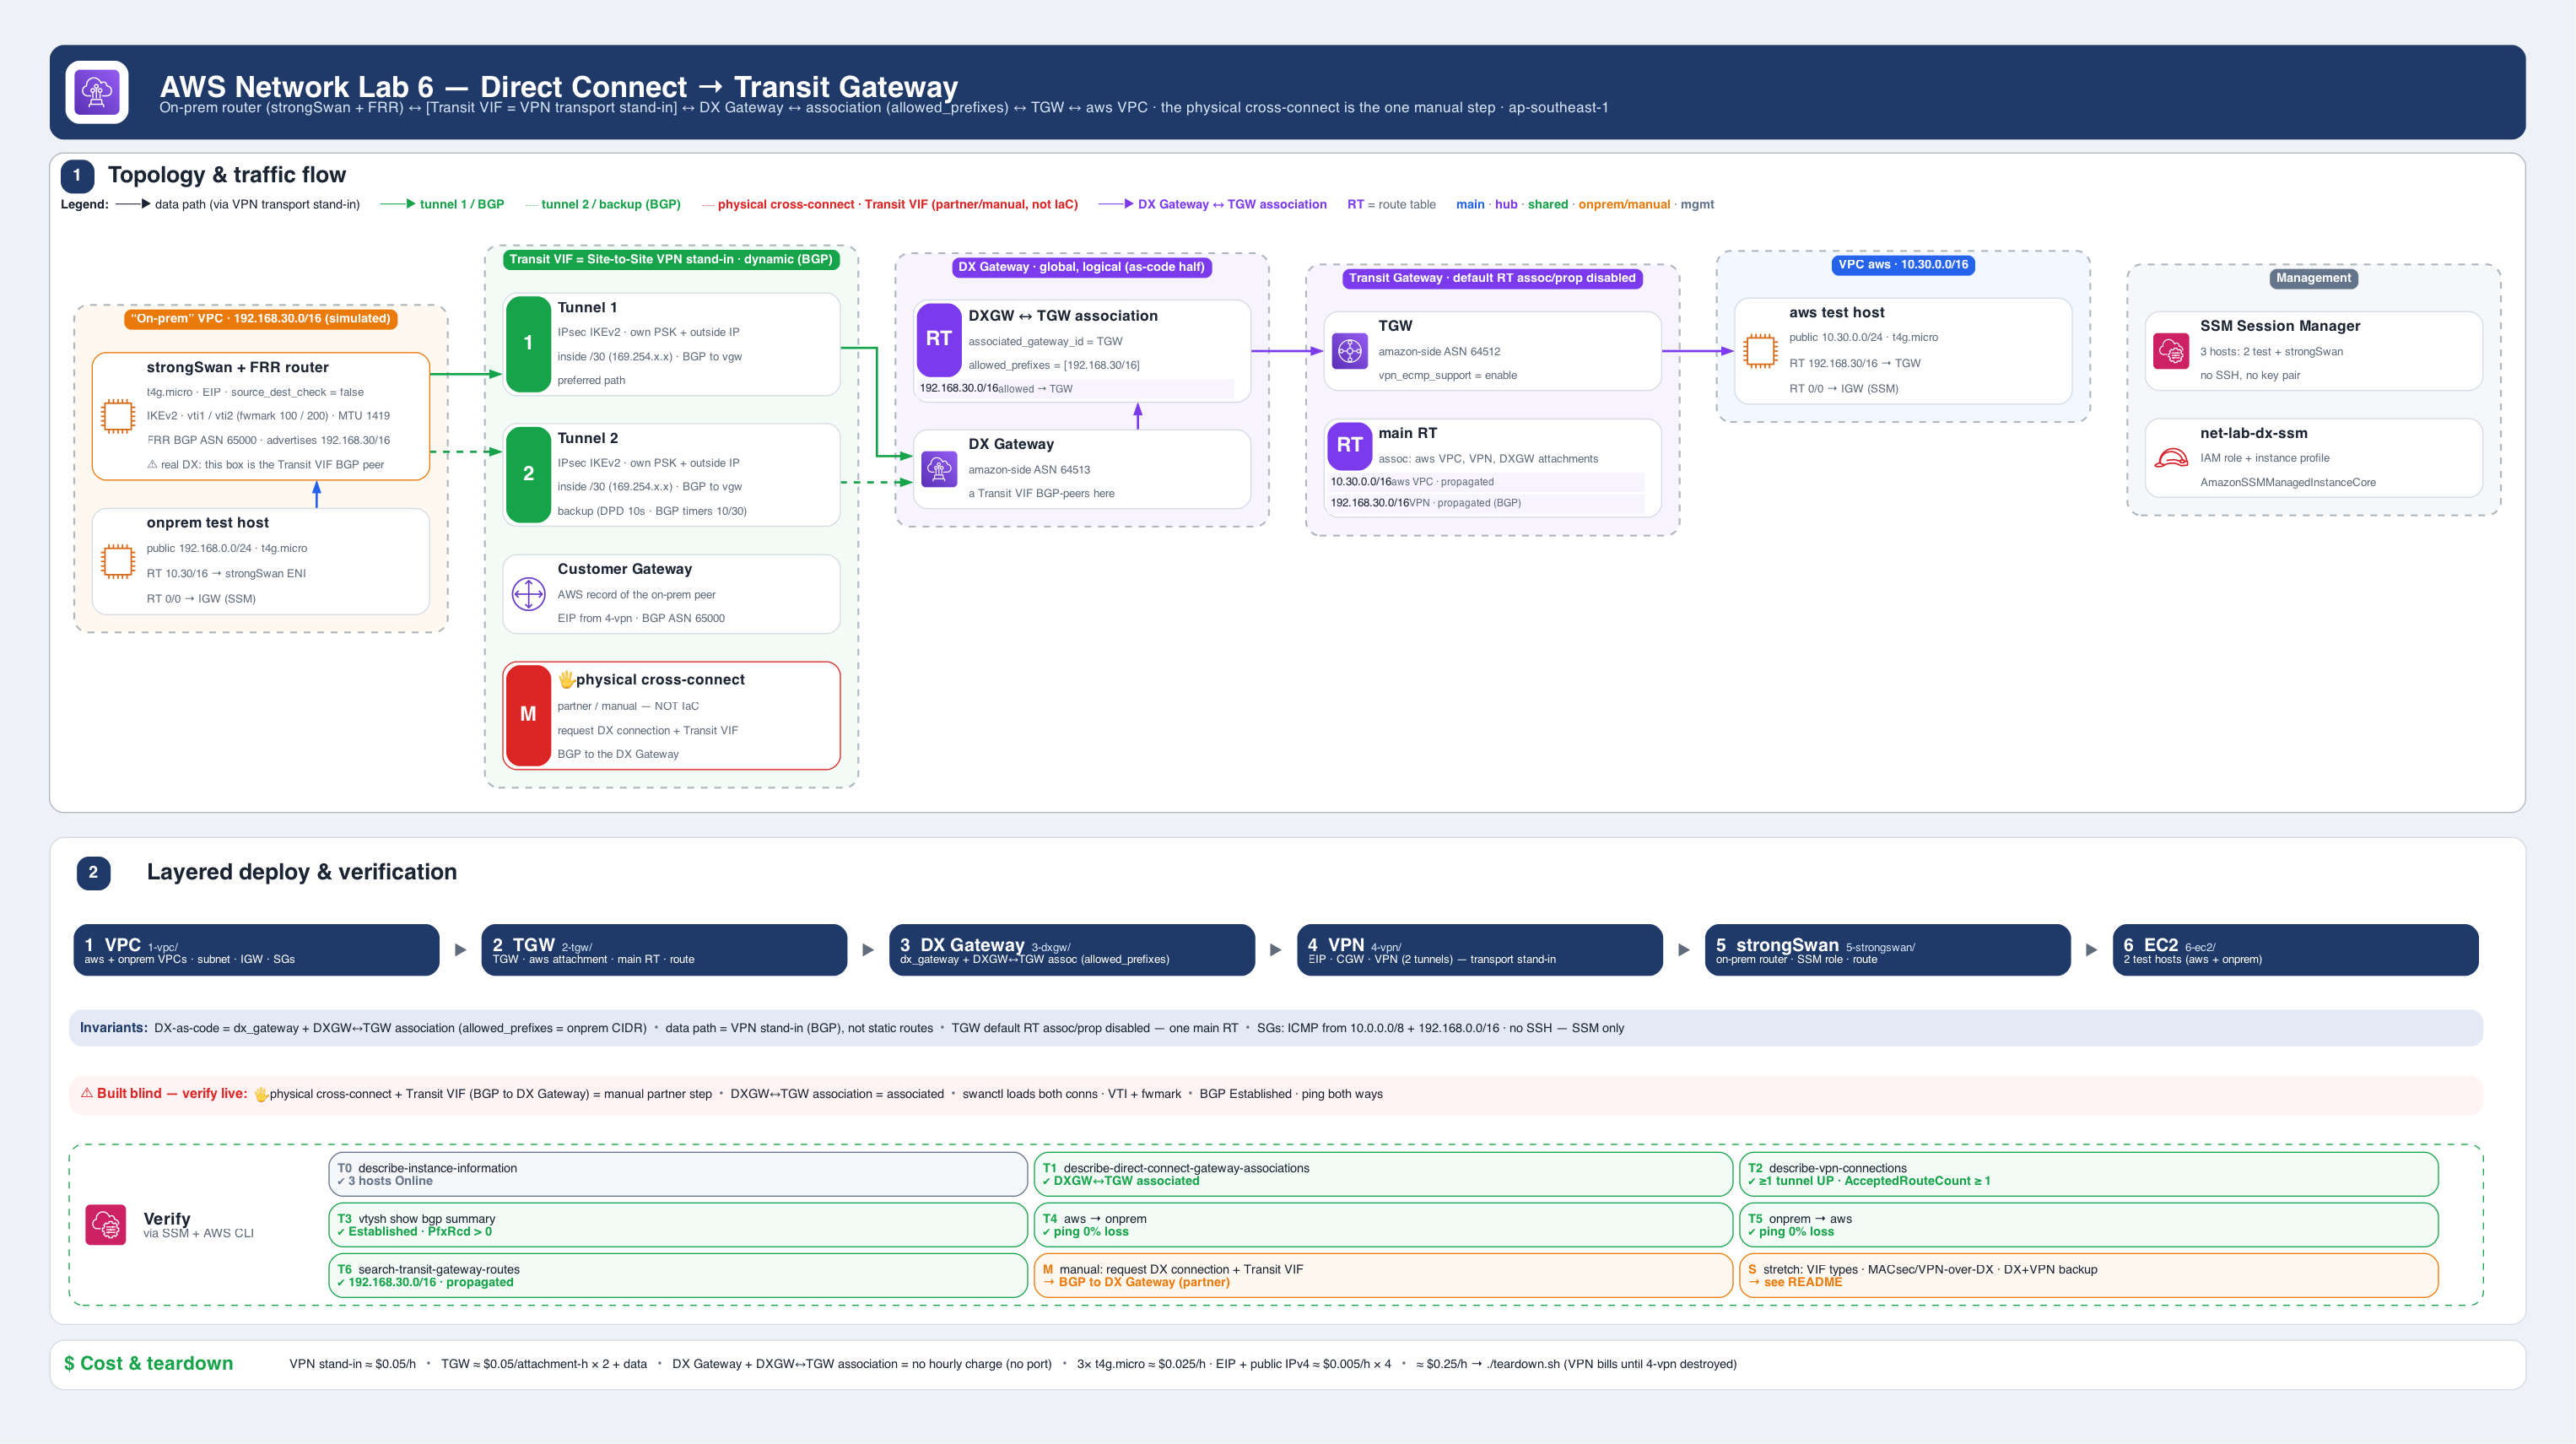 AWS Network Lab 6 — Direct Connect → Transit Gateway
On-prem router (strongSwan + FRR) ↔ [Transit VIF = VPN transport stand-in] ↔ DX Gateway ↔ association (allowed_prefixes) ↔ TGW ↔ aws VPC · the physical cross-connect is the one manual step · ap-southeast-1
1 Topology & traffic flow
Legend: data path (via VPN transport stand-in) tunnel 1 / BGP tunnel 2 / backup (BGP) physical cross-connect · Transit VIF (partner/manual, not IaC) DX Gateway ↔ TGW association RT = route table main · hub · shared · onprem/manual · mgmt
“On-prem” VPC · 192.168.30.0/16 (simulated)
strongSwan + FRR router
t4g.micro · EIP · source_dest_check = false
IKEv2 · vti1 / vti2 (fwmark 100 / 200) · MTU 1419
FRR BGP ASN 65000 · advertises 192.168.30/16
⚠ real DX: this box is the Transit VIF BGP peer
onprem test host
public 192.168.0.0/24 · t4g.micro
RT 10.30/16 → strongSwan ENI
RT 0/0 → IGW (SSM)
Transit VIF = Site-to-Site VPN stand-in · dynamic (BGP)
1
Tunnel 1
IPsec IKEv2 · own PSK + outside IP
inside /30 (169.254.x.x) · BGP to vgw
preferred path
2
Tunnel 2
IPsec IKEv2 · own PSK + outside IP
inside /30 (169.254.x.x) · BGP to vgw
backup (DPD 10s · BGP timers 10/30)
Customer Gateway
AWS record of the on-prem peer
EIP from 4-vpn · BGP ASN 65000
M
🖐physical cross-connect
partner / manual — NOT IaC
request DX connection + Transit VIF
BGP to the DX Gateway
DX Gateway · global, logical (as-code half)
RT
DXGW ↔ TGW association
associated_gateway_id = TGW
allowed_prefixes = [192.168.30/16]
192.168.30.0/16allowed → TGW
DX Gateway
amazon-side ASN 64513
a Transit VIF BGP-peers here
Transit Gateway · default RT assoc/prop disabled
TGW
amazon-side ASN 64512
vpn_ecmp_support = enable
RT
main RT
assoc: aws VPC, VPN, DXGW attachments
10.30.0.0/16aws VPC · propagated
192.168.30.0/16VPN · propagated (BGP)
VPC aws · 10.30.0.0/16
aws test host
public 10.30.0.0/24 · t4g.micro
RT 192.168.30/16 → TGW
RT 0/0 → IGW (SSM)
Management
SSM Session Manager
3 hosts: 2 test + strongSwan
no SSH, no key pair
net-lab-dx-ssm
IAM role + instance profile
AmazonSSMManagedInstanceCore
2 Layered deploy & verification
1 VPC 1-vpc/
aws + onprem VPCs · subnet · IGW · SGs
2 TGW 2-tgw/
TGW · aws attachment · main RT · route
3 DX Gateway 3-dxgw/
dx_gateway + DXGW↔TGW assoc (allowed_prefixes)
4 VPN 4-vpn/
EIP · CGW · VPN (2 tunnels) — transport stand-in
5 strongSwan 5-strongswan/
on-prem router · SSM role · route
6 EC2 6-ec2/
2 test hosts (aws + onprem)
Invariants: DX-as-code = dx_gateway + DXGW↔TGW association (allowed_prefixes = onprem CIDR) • data path = VPN stand-in (BGP), not static routes • TGW default RT assoc/prop disabled — one main RT • SGs: ICMP from 10.0.0.0/8 + 192.168.0.0/16 · no SSH — SSM only
⚠ Built blind — verify live: 🖐physical cross-connect + Transit VIF (BGP to DX Gateway) = manual partner step • DXGW↔TGW association = associated • swanctl loads both conns · VTI + fwmark • BGP Established · ping both ways
Verify
via SSM + AWS CLI
T0 describe-instance-information
✓ 3 hosts Online
T1 describe-direct-connect-gateway-associations
✓ DXGW↔TGW associated
T2 describe-vpn-connections
✓ ≥1 tunnel UP · AcceptedRouteCount ≥ 1
T3 vtysh show bgp summary
✓ Established · PfxRcd > 0
T4 aws → onprem
✓ ping 0% loss
T5 onprem → aws
✓ ping 0% loss
T6 search-transit-gateway-routes
✓ 192.168.30.0/16 · propagated
M manual: request DX connection + Transit VIF
→ BGP to DX Gateway (partner)
S stretch: VIF types · MACsec/VPN-over-DX · DX+VPN backup
→ see README
$ Cost & teardown VPN stand-in ≈ $0.05/h • TGW ≈ $0.05/attachment-h × 2 + data • DX Gateway + DXGW↔TGW association = no hourly charge (no port) • 3× t4g.micro ≈ $0.025/h · EIP + public IPv4 ≈ $0.005/h × 4 • ≈ $0.25/h → ./teardown.sh (VPN bills until 4-vpn destroyed)